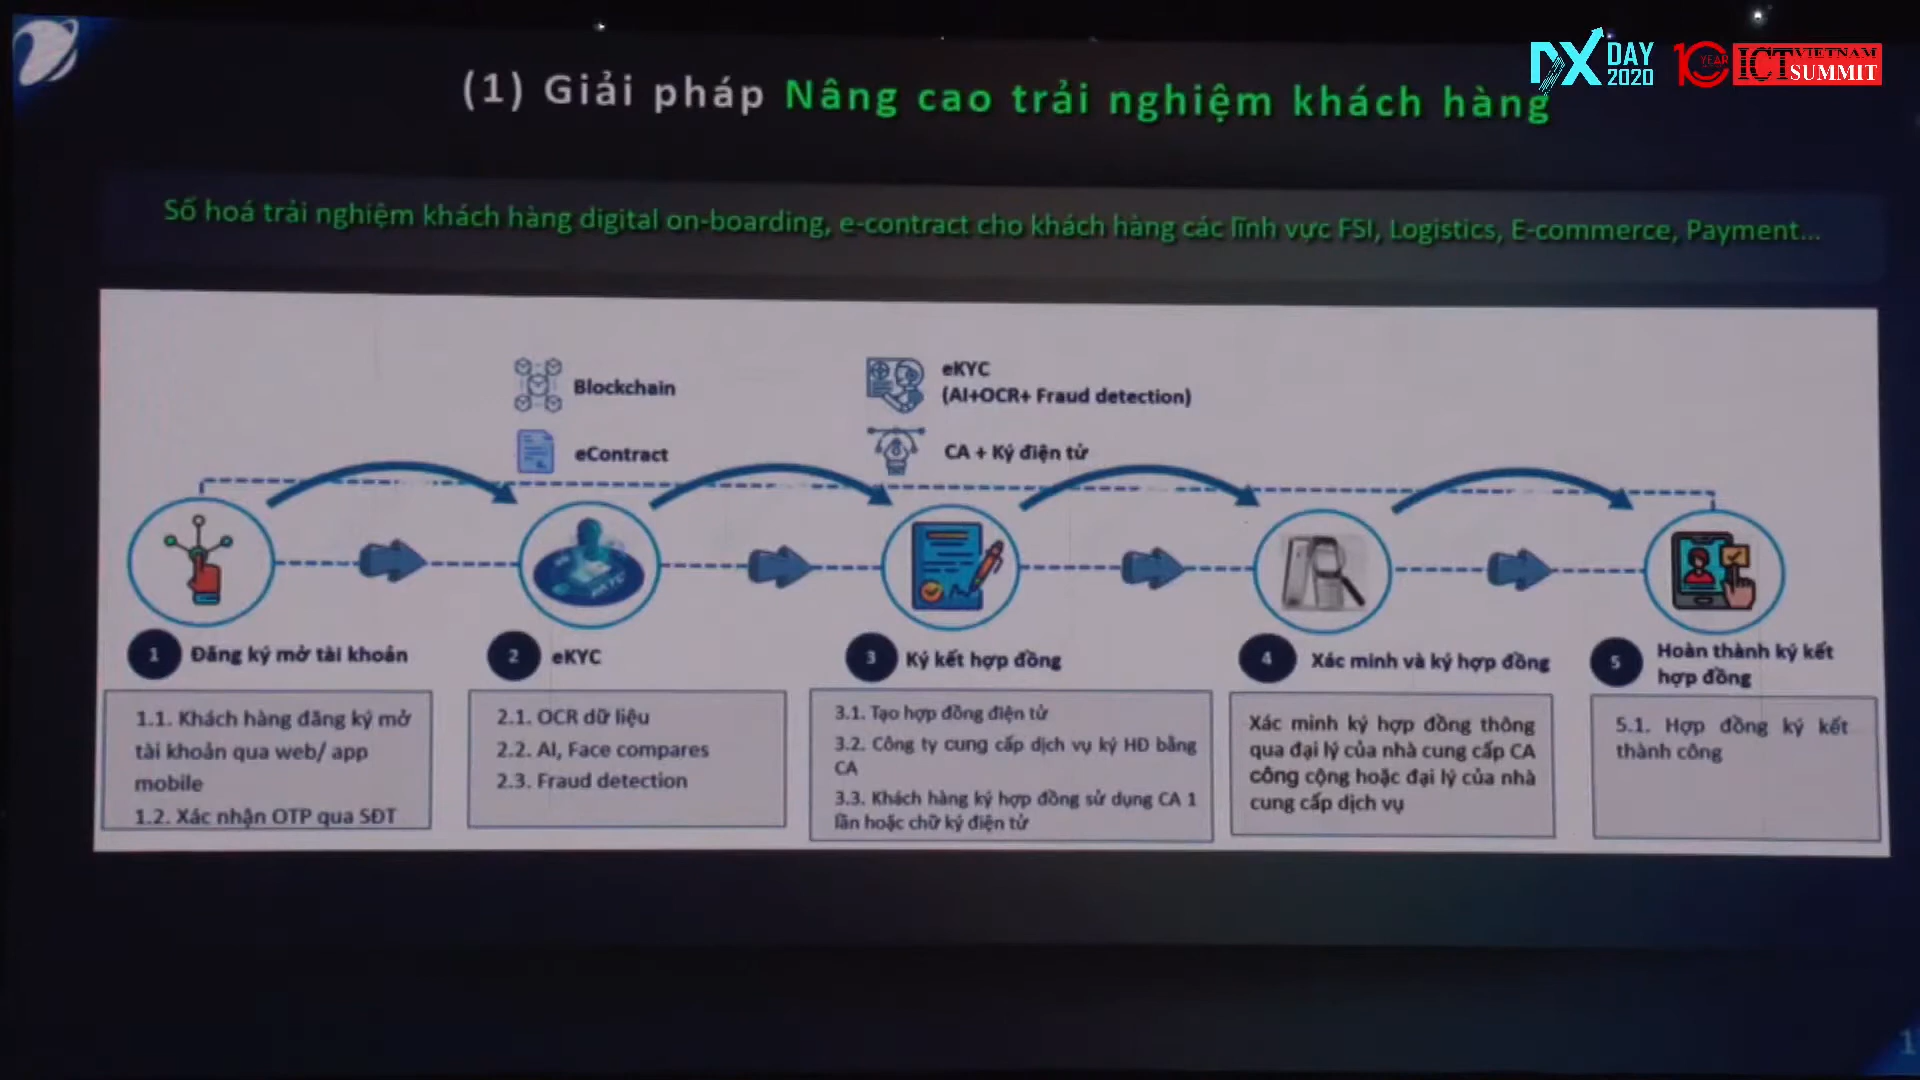 DX DAY 2020
10 YEAR ICT VIETNAM SUMMIT
(1) Giải pháp Nâng cao trải nghiệm khách hàng
Số hoá trải nghiệm khách hàng digital on-boarding, e-contract cho khách hàng các lĩnh vực FSI, Logistics, E-commerce, Payment...
Blockchain
eContract
eKYC
(AI+OCR+ Fraud detection)
CA + Ký điện tử
1 Đăng ký mở tài khoản
1.1. Khách hàng đăng ký mở
tài khoản qua web/ app
mobile
1.2. Xác nhận OTP qua SĐT
2 eKYC
2.1. OCR dữ liệu
2.2. AI, Face compares
2.3. Fraud detection
3 Ký kết hợp đồng
3.1. Tạo hợp đồng điện tử
3.2. Công ty cung cấp dịch vụ ký HĐ bằng
CA
3.3. Khách hàng ký hợp đồng sử dụng CA 1
lần hoặc chữ ký điện tử
4 Xác minh và ký hợp đồng
Xác minh ký hợp đồng thông
qua đại lý của nhà cung cấp CA
công cộng hoặc đại lý của nhà
cung cấp dịch vụ
5 Hoàn thành ký kết
hợp đồng
5.1. Hợp đồng ký kết
thành công